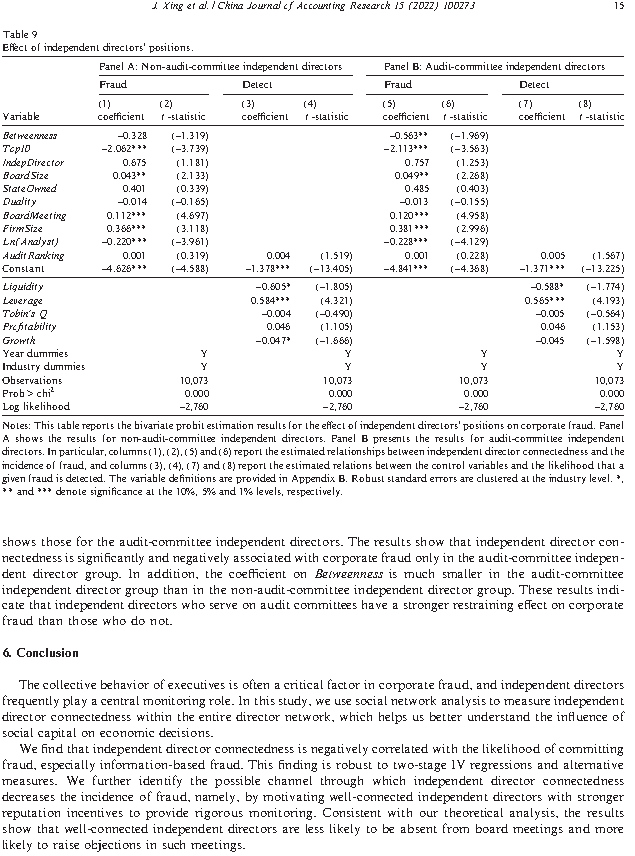 J. Xing et al. / China Journal of Accounting Research 15 (2022) 100273 15
Table 9
Effect of independent directors' positions.
Panel A: Non-audit-committee independent directors Panel B: Audit-committee independent directors
Fraud Detect Fraud Detect
(1) (2) (3) (4) (5) (6) (7) (8)
Variable coefficient t-statistic coefficient t-statistic coefficient t-statistic coefficient t-statistic
Betweenness –0.328 (–1.319) –0.563** (–1.969)
Top10 –2.062*** (–3.739) –2.113*** (–3.563)
IndepDirector 0.675 (1.181) 0.757 (1.253)
BoardSize 0.043** (2.133) 0.049** (2.268)
StateOwned 0.401 (0.339) 0.485 (0.403)
Duality –0.014 (–0.165) –0.013 (–0.155)
BoardMeeting 0.112*** (4.697) 0.120*** (4.958)
FirmSize 0.366*** (3.118) 0.381*** (2.996)
Ln(Analyst) –0.220*** (–3.961) –0.228*** (–4.129)
AuditRanking 0.001 (0.319) 0.004 (1.519) 0.001 (0.228) 0.005 (1.567)
Constant –4.626*** (–4.588) –1.378*** (–13.405) –4.841*** (–4.368) –1.371*** (–13.225)
Liquidity –0.605* (–1.805) –0.588* (–1.774)
Leverage 0.584*** (4.321) 0.565*** (4.193)
Tobin's Q –0.004 (–0.490) –0.005 (–0.564)
Profitability 0.046 (1.105) 0.046 (1.153)
Growth –0.047* (–1.666) –0.045 (–1.598)
Year dummies Y Y Y Y
Industry dummies Y Y Y Y
Observations 10,073 10,073 10,073 10,073
Prob > chi² 0.000 0.000 0.000 0.000
Log likelihood –2,760 –2,760 –2,760 –2,760
Notes: This table reports the bivariate probit estimation results for the effect of independent directors' positions on corporate fraud. Panel
A shows the results for non-audit-committee independent directors. Panel B presents the results for audit-committee independent
directors. In particular, columns (1), (2), (5) and (6) report the estimated relationships between independent director connectedness and the
incidence of fraud, and columns (3), (4), (7) and (8) report the estimated relations between the control variables and the likelihood that a
given fraud is detected. The variable definitions are provided in Appendix B. Robust standard errors are clustered at the industry level. *,
** and *** denote significance at the 10%, 5% and 1% levels, respectively.
shows those for the audit-committee independent directors. The results show that independent director con-
nectedness is significantly and negatively associated with corporate fraud only in the audit-committee indepen-
dent director group. In addition, the coefficient on Betweenness is much smaller in the audit-committee
independent director group than in the non-audit-committee independent director group. These results indi-
cate that independent directors who serve on audit committees have a stronger restraining effect on corporate
fraud than those who do not.
6. Conclusion
The collective behavior of executives is often a critical factor in corporate fraud, and independent directors
frequently play a central monitoring role. In this study, we use social network analysis to measure independent
director connectedness within the entire director network, which helps us better understand the influence of
social capital on economic decisions.
We find that independent director connectedness is negatively correlated with the likelihood of committing
fraud, especially information-based fraud. This finding is robust to two-stage IV regressions and alternative
measures. We further identify the possible channel through which independent director connectedness
decreases the incidence of fraud, namely, by motivating well-connected independent directors with stronger
reputation incentives to provide rigorous monitoring. Consistent with our theoretical analysis, the results
show that well-connected independent directors are less likely to be absent from board meetings and more
likely to raise objections in such meetings.